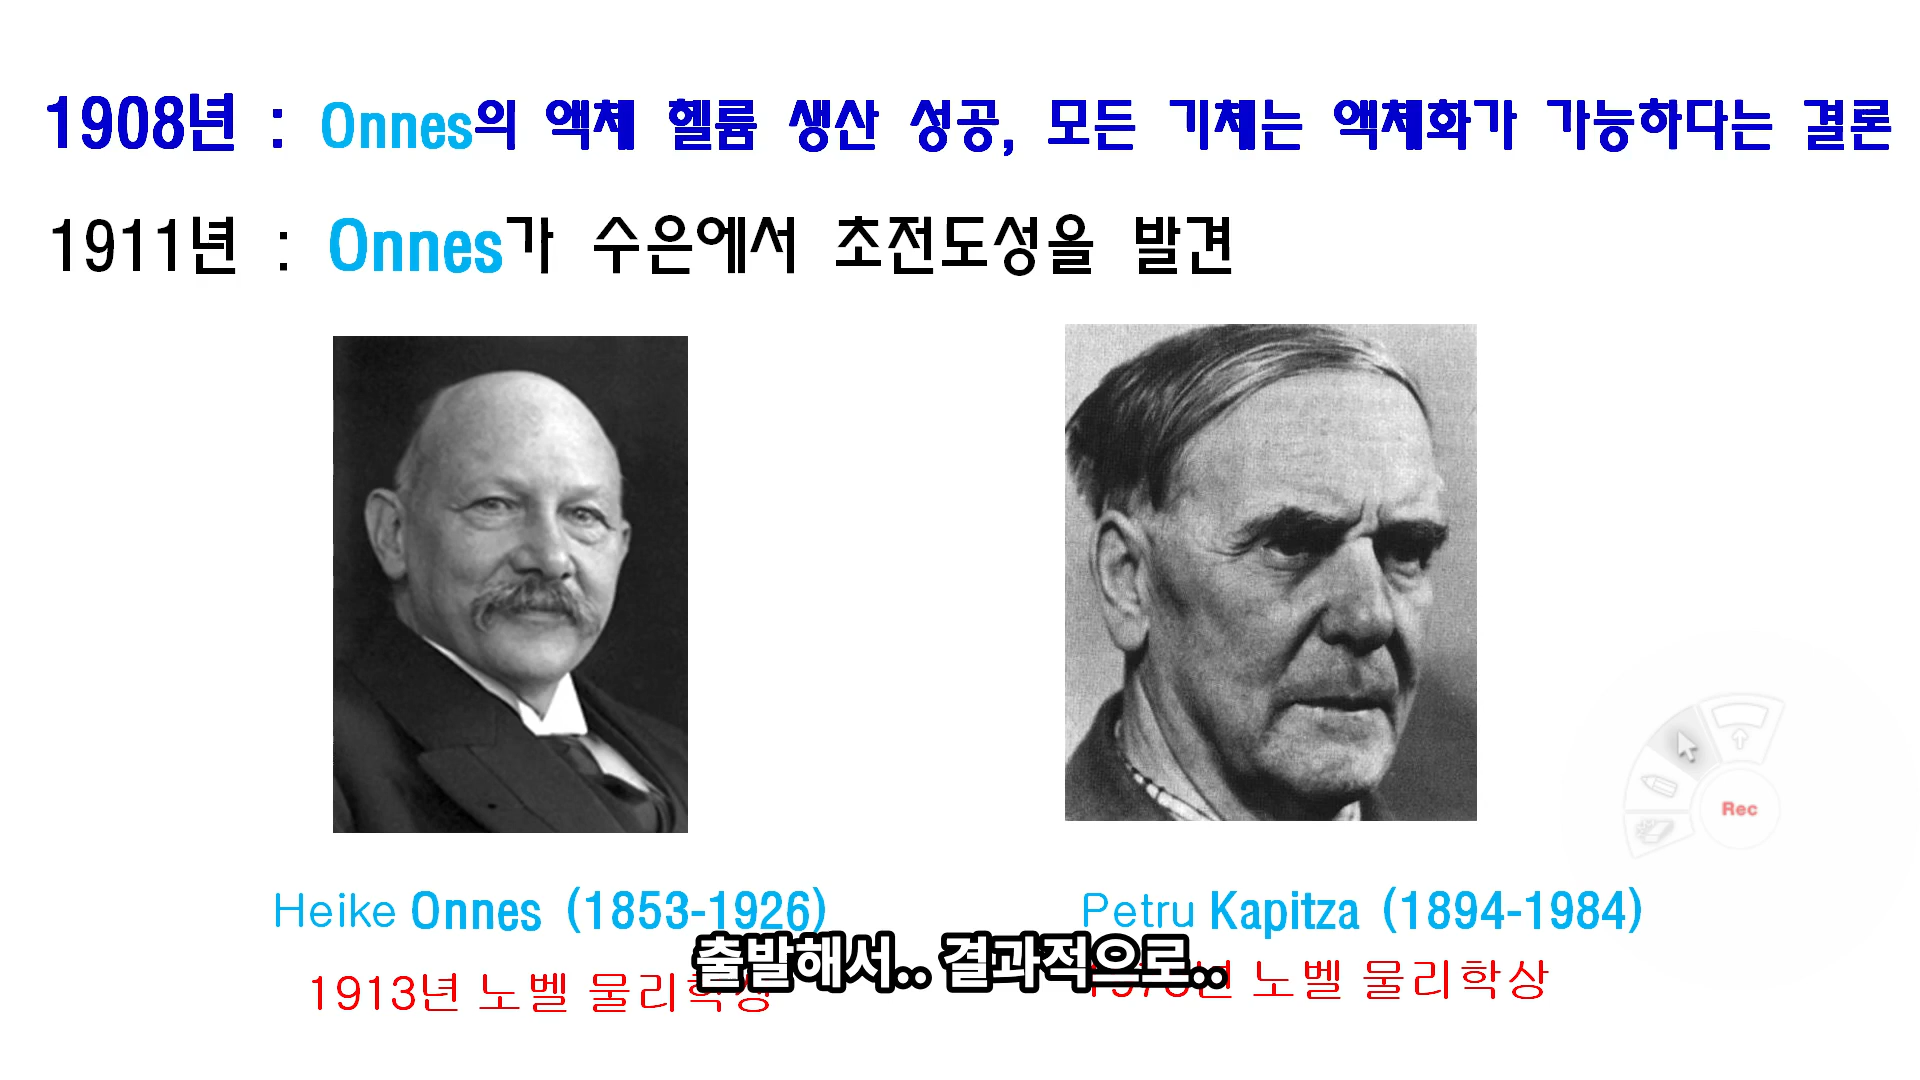 1908년 : Onnes의 액체 헬륨 생산 성공, 모든 기체는 액체화가 가능하다는 결론
1911년 : Onnes가 수은에서 초전도성을 발견
Rec
Heike Onnes (1853-1926)
Petru Kapitza (1894-1984)
출발해서.. 결과적으로..
1913년 노벨 물리학상
노벨 물리학상